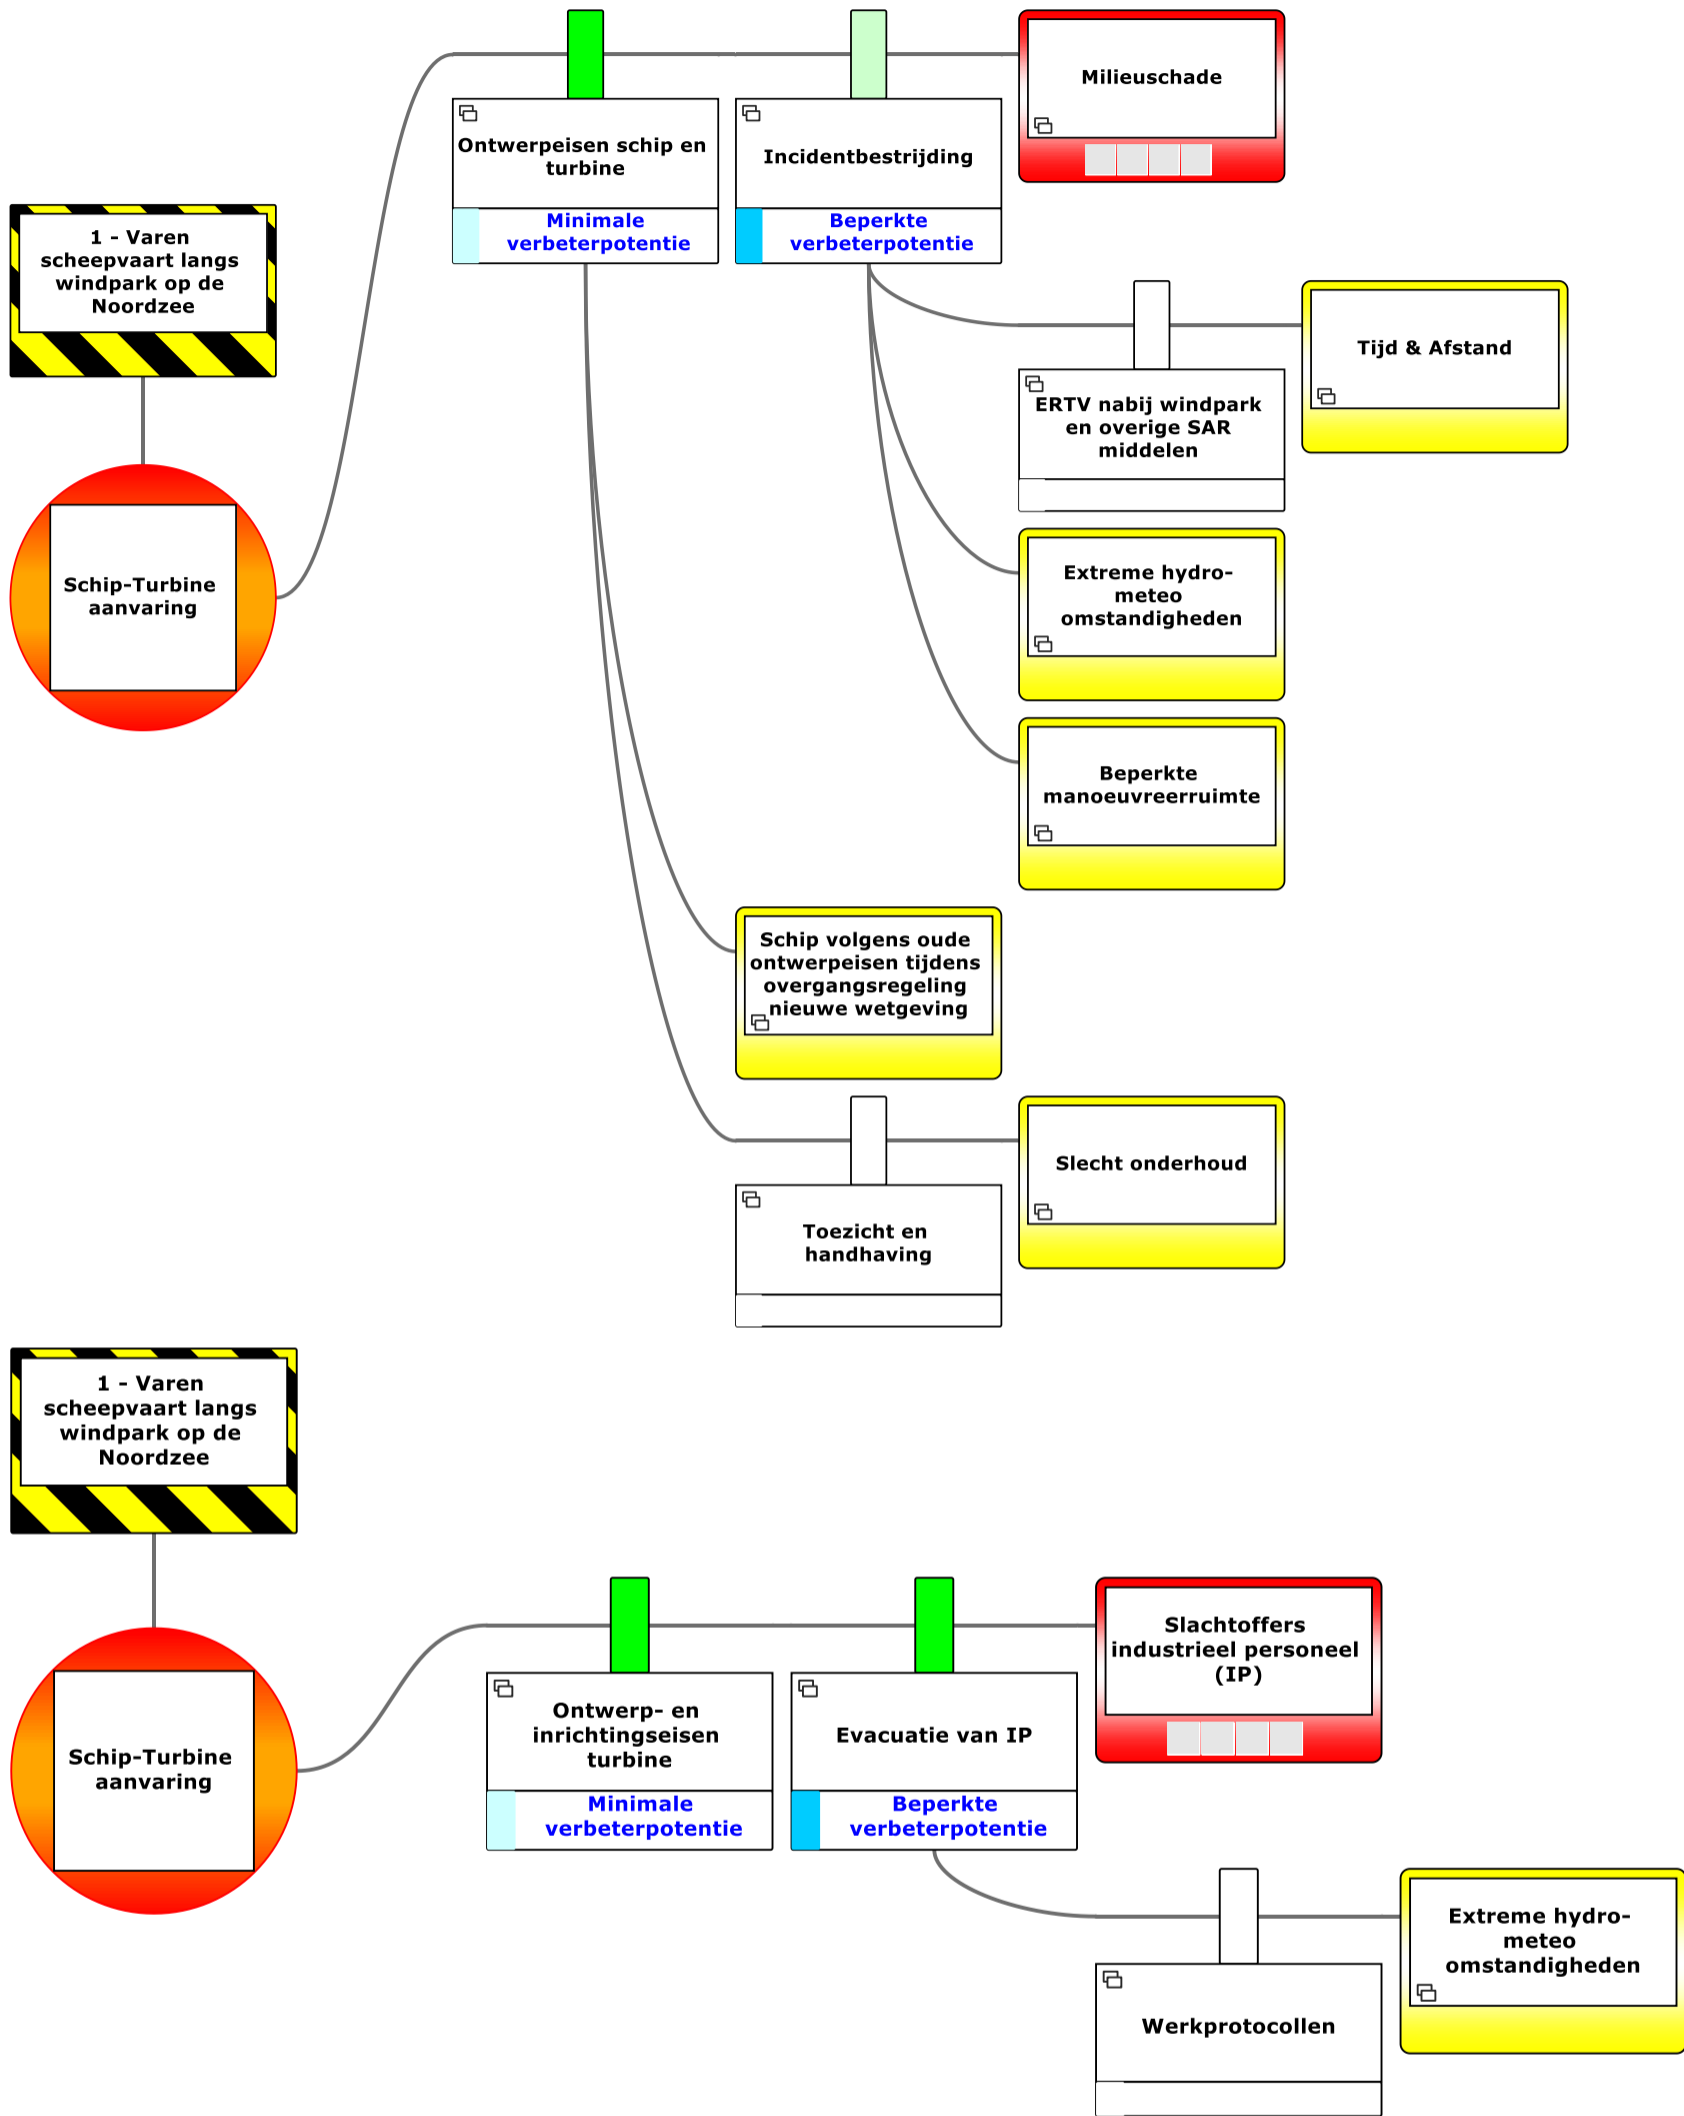 Milieuschade
Ontwerpeisen schip en
turbine
Incidentbestrijding
Minimale
verbeterpotentie
Beperkte
verbeterpotentie
1 - Varen
scheepvaart langs
windpark op de
Noordzee
Tijd & Afstand
ERTV nabij windpark
en overige SAR
middelen
Schip-Turbine
aanvaring
Extreme hydro-
meteo
omstandigheden
Beperkte
manoeuvreerruimte
Schip volgens oude
ontwerpeisen tijdens
overgangsregeling
nieuwe wetgeving
Slecht onderhoud
Toezicht en
handhaving
1 - Varen
scheepvaart langs
windpark op de
Noordzee
Slachtoffers
industrieel personeel
(IP)
Ontwerp- en
inrichtingseisen
turbine
Evacuatie van IP
Schip-Turbine
aanvaring
Minimale
verbeterpotentie
Beperkte
verbeterpotentie
Extreme hydro-
meteo
omstandigheden
Werkprotocollen